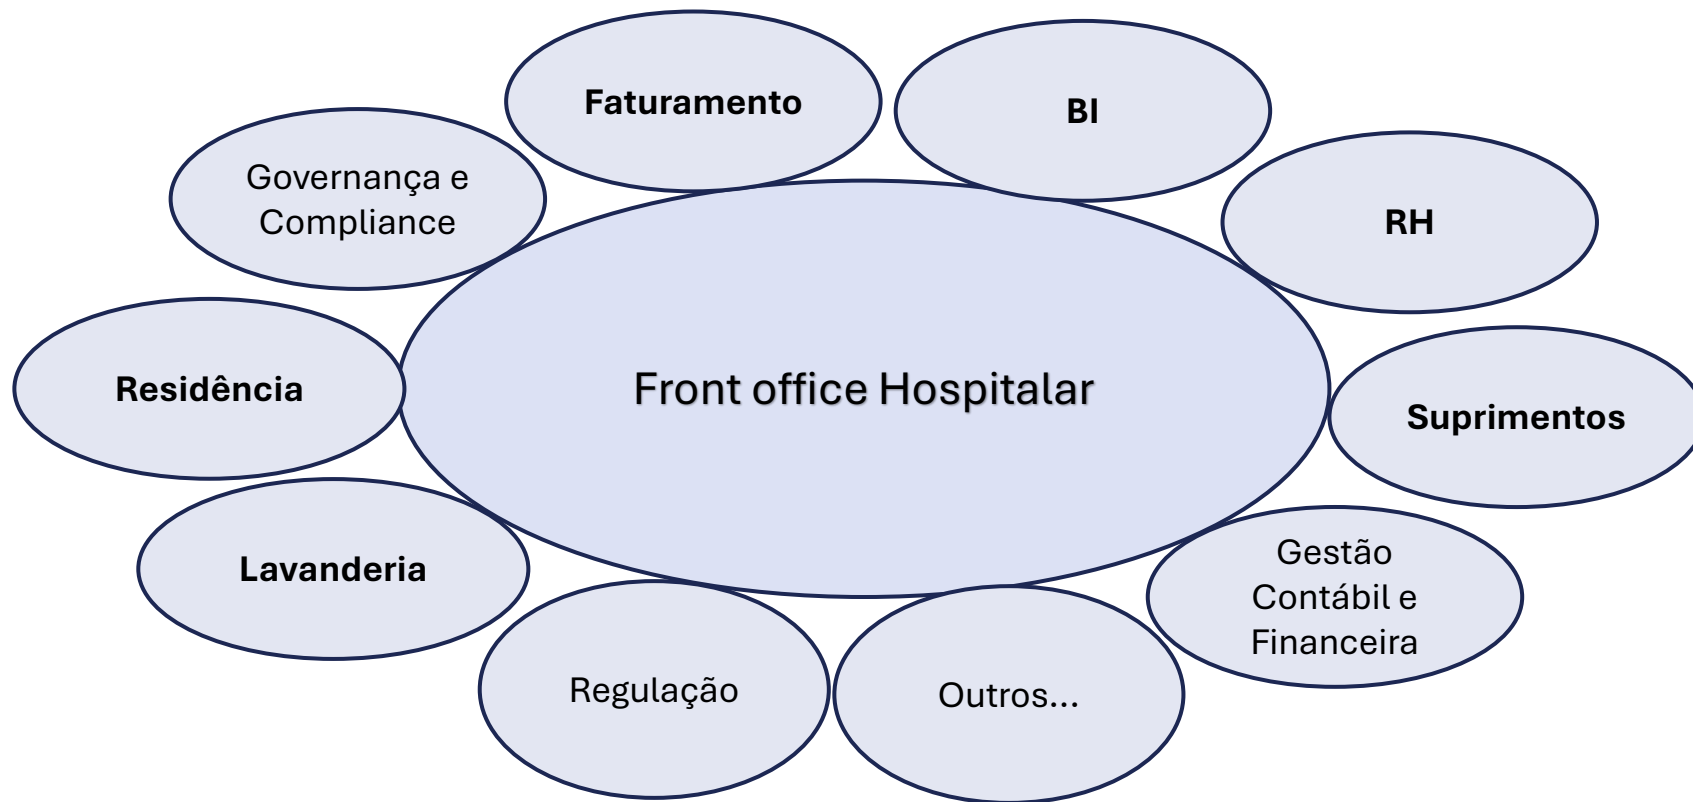 Faturamento
BI
Governança e
Compliance
RH
Residência
Front office Hospitalar
Suprimentos
Lavanderia
Gestão
Contábil e
Financeira
Regulação
Outros...